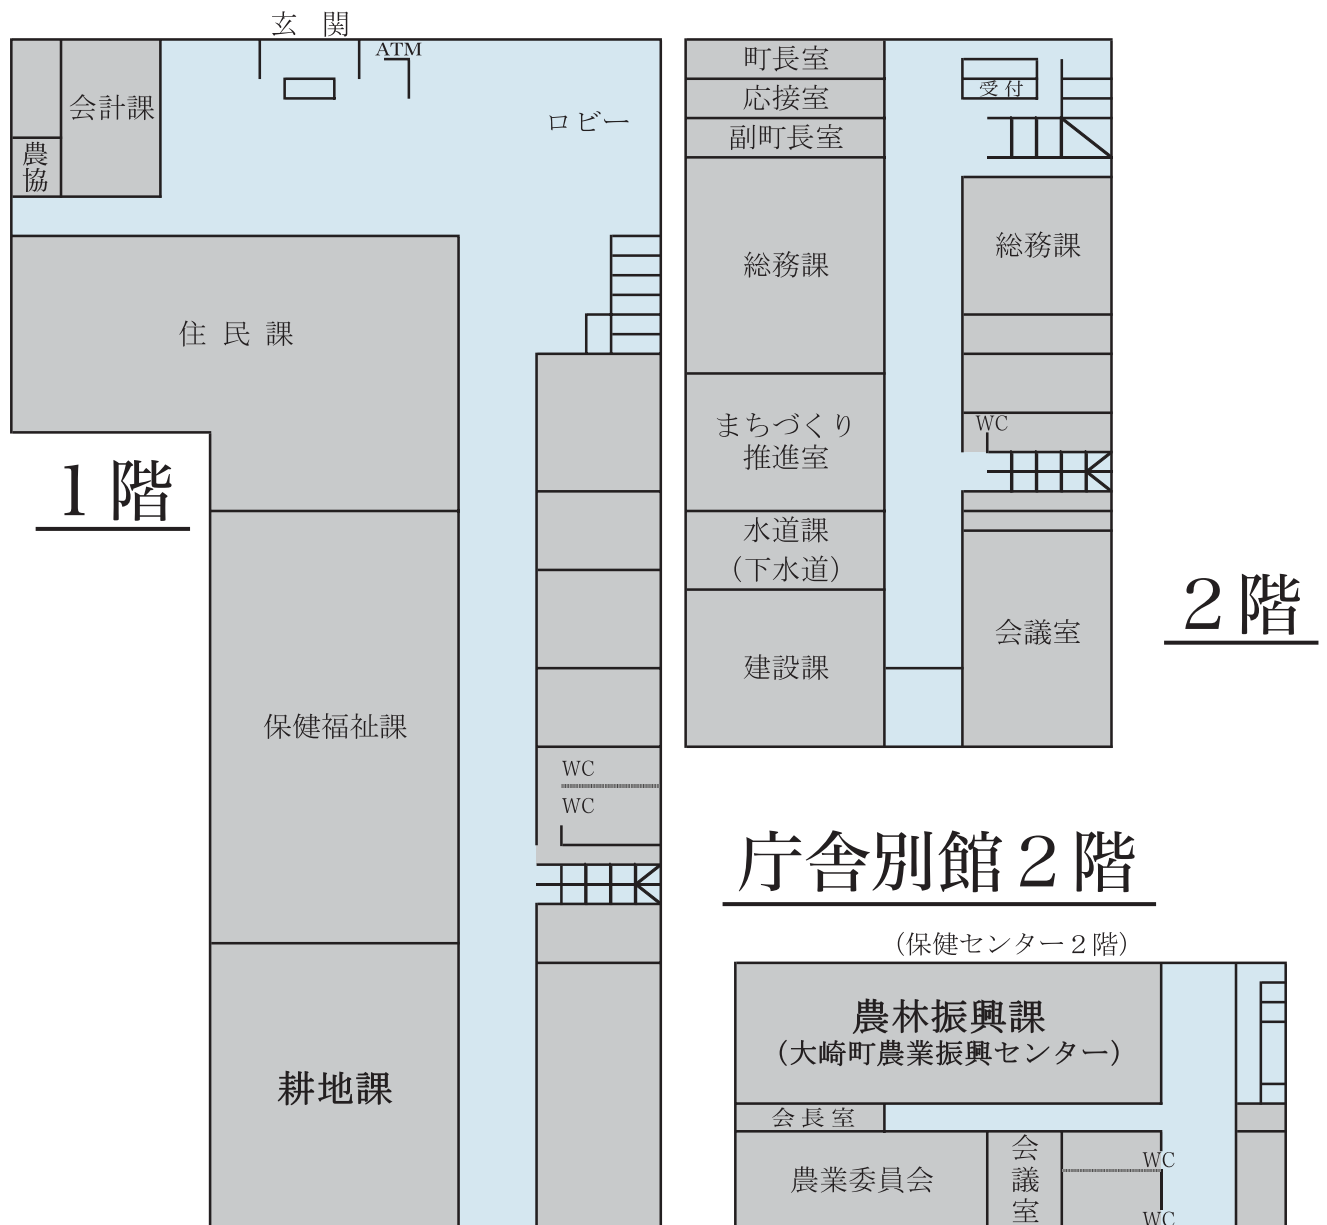 玄 関
ATM
会計課
ロビー
農協
住 民 課
1階
保健福祉課
WC
WC
耕地課
町長室
応接室
副町長室
受付
総務課
総務課
まちづくり
推進室
WC
水道課
（下水道）
建設課
会議室
2階
庁舎別館2階
（保健センター2階）
農林振興課
（大崎町農業振興センター）
会長室
農業委員会
会議室
WC
WC